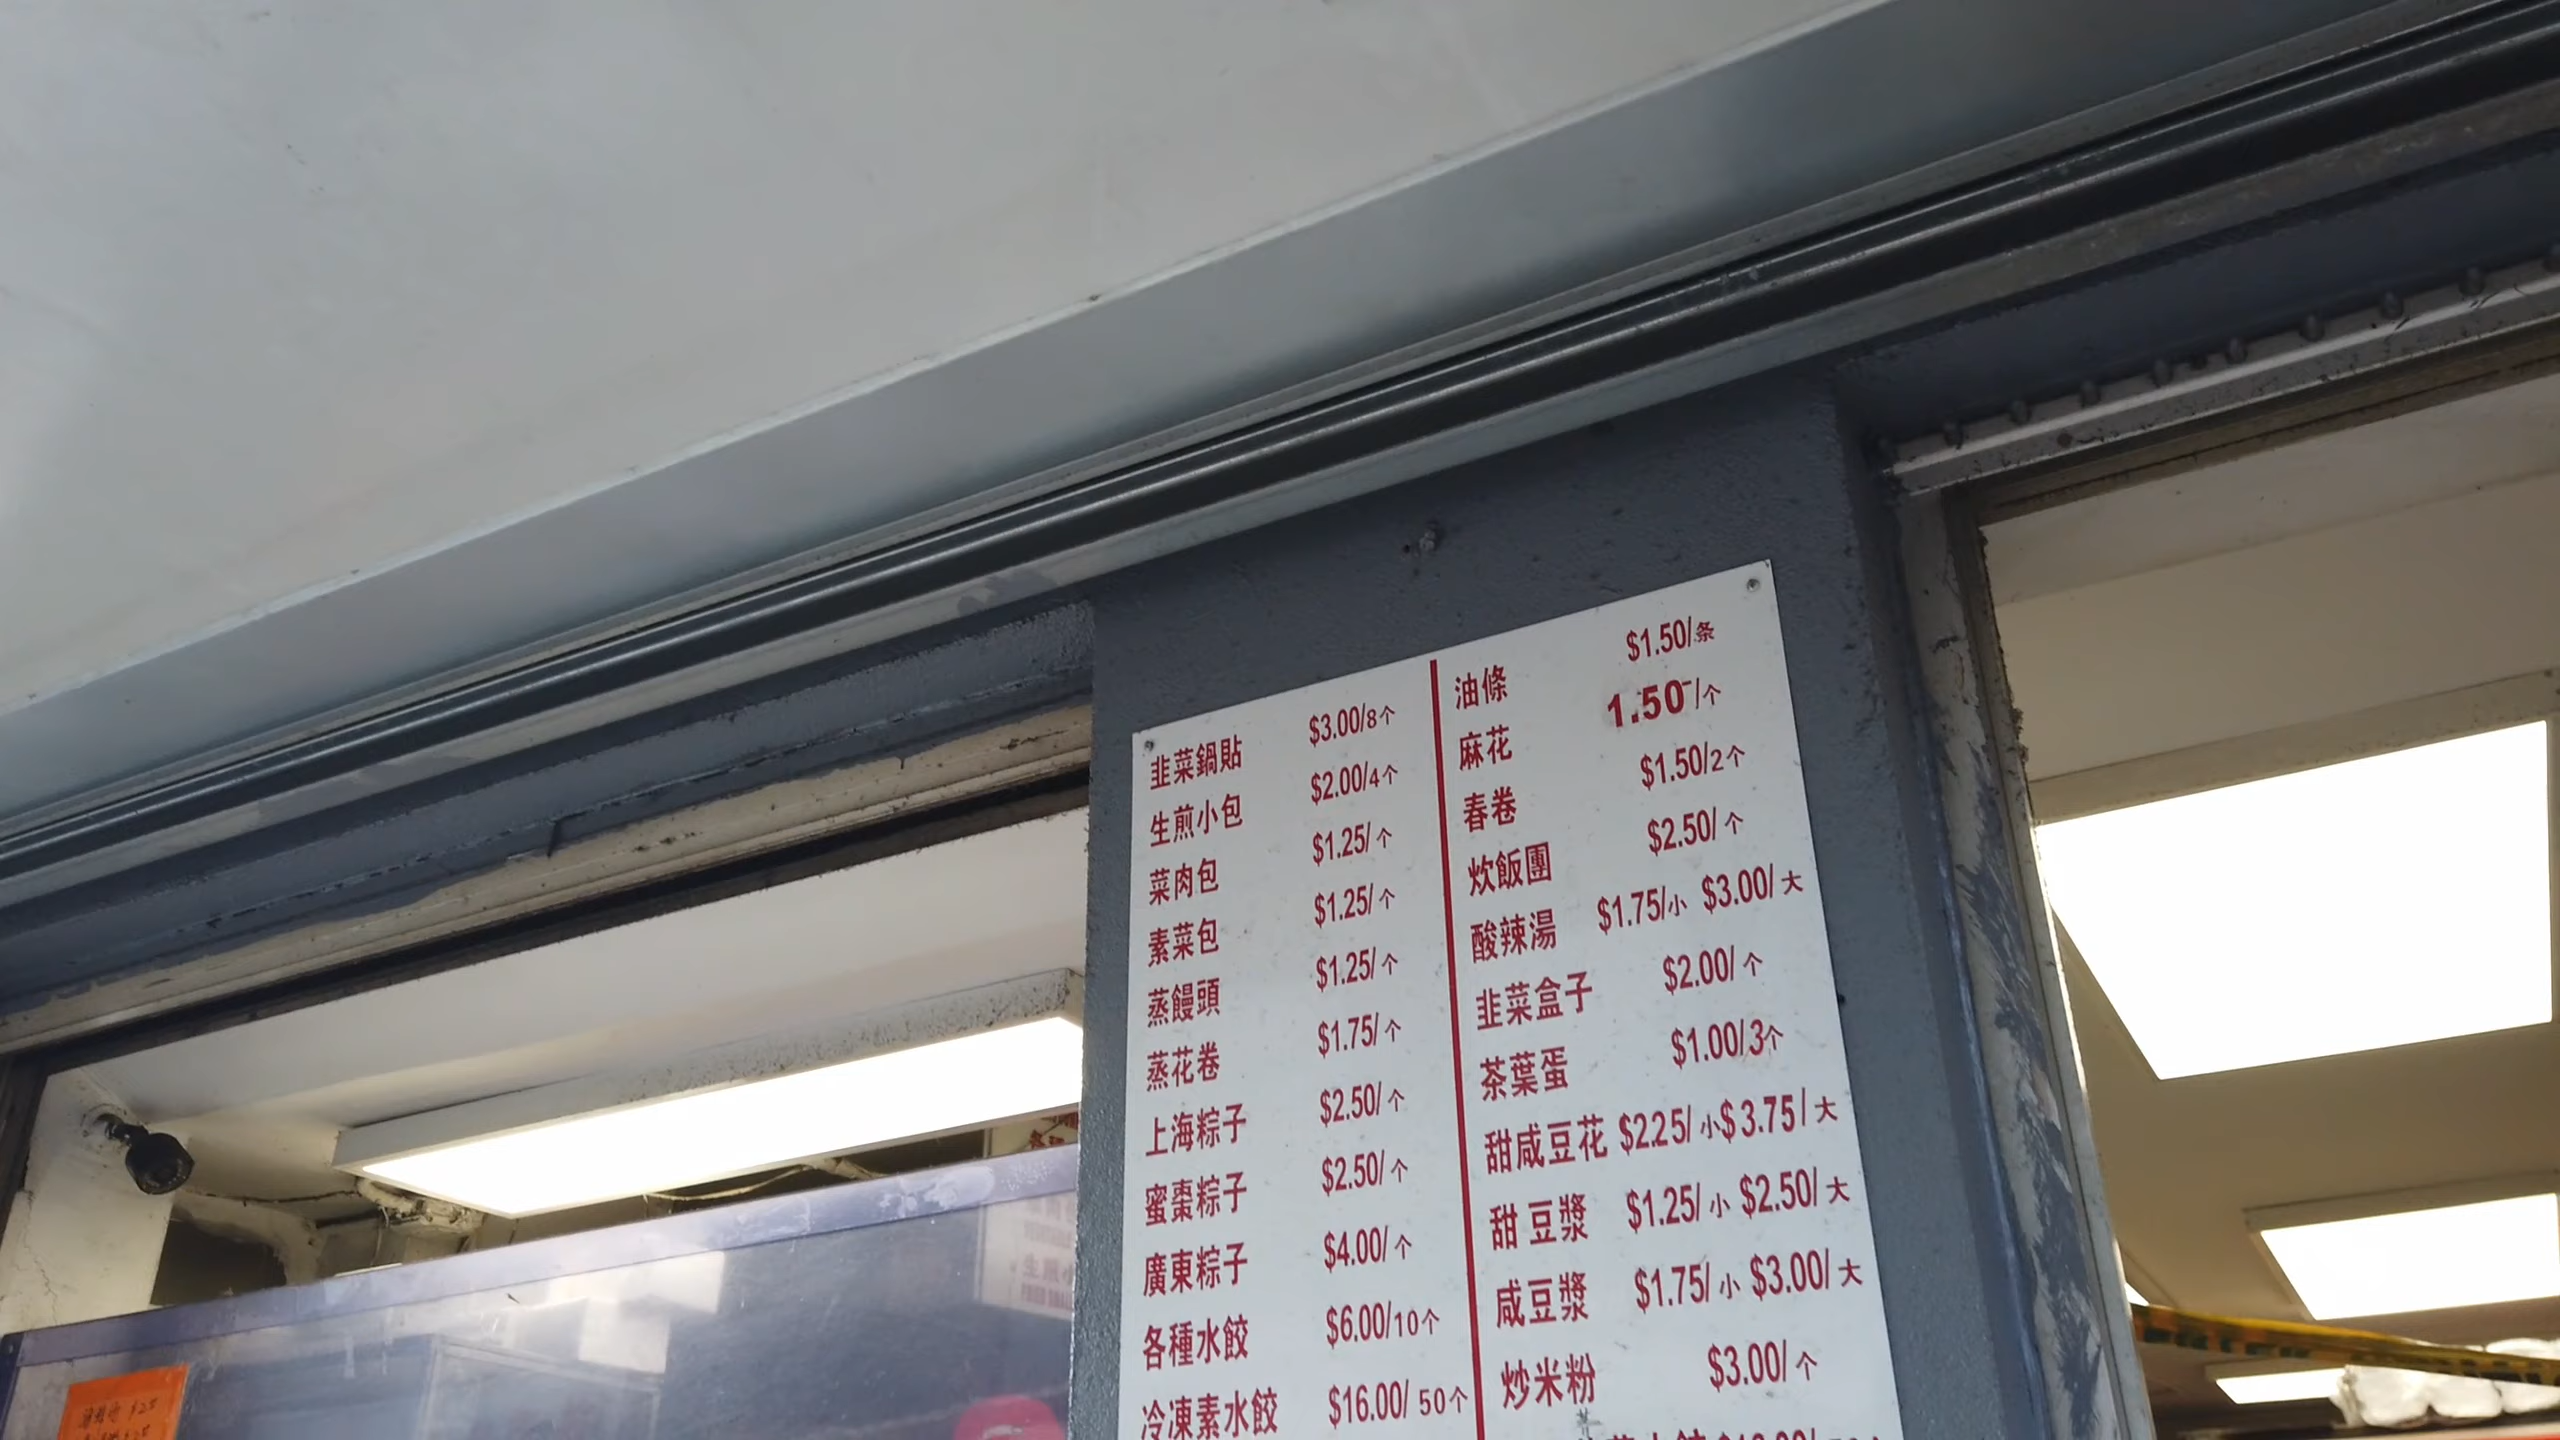 韭菜鍋貼 $3.00/8个
生煎小包 $2.00/4个
菜肉包 $1.25/个
素菜包 $1.25/个
蒸饅頭 $1.25/个
蒸花卷 $1.75/个
上海粽子 $2.50/个
蜜棗粽子 $2.50/个
廣東粽子 $4.00/个
各種水餃 $6.00/10个
冷凍素水餃 $16.00/50个
油條 $1.50/条
麻花 1.50/个
春卷 $1.50/2个
炊飯團 $2.50/个
酸辣湯 $1.75/小 $3.00/大
韭菜盒子 $2.00/个
茶葉蛋 $1.00/3个
甜咸豆花 $2.25/小 $3.75/大
甜豆漿 $1.25/小 $2.50/大
咸豆漿 $1.75/小 $3.00/大
炒米粉 $3.00/个